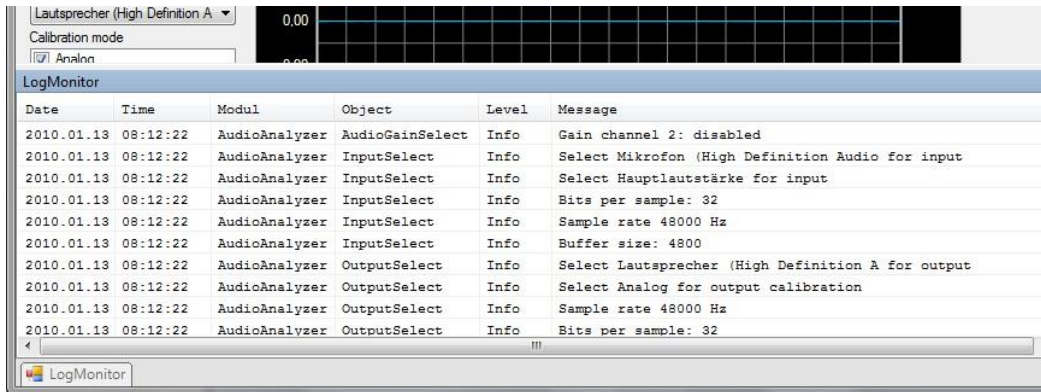 Lautsprecher (High Definition A
Calibration mode
Analog
0,00
0,00
LogMonitor
Date Time Modul Object Level Message
2010.01.13 08:12:22 AudioAnalyzer AudioGainSelect Info Gain channel 2: disabled
2010.01.13 08:12:22 AudioAnalyzer InputSelect Info Select Mikrofon (High Definition Audio for input
2010.01.13 08:12:22 AudioAnalyzer InputSelect Info Select Hauptlautstärke for input
2010.01.13 08:12:22 AudioAnalyzer InputSelect Info Bits per sample: 32
2010.01.13 08:12:22 AudioAnalyzer InputSelect Info Sample rate 48000 Hz
2010.01.13 08:12:22 AudioAnalyzer InputSelect Info Buffer size: 4800
2010.01.13 08:12:22 AudioAnalyzer OutputSelect Info Select Lautsprecher (High Definition A for output
2010.01.13 08:12:22 AudioAnalyzer OutputSelect Info Select Analog for output calibration
2010.01.13 08:12:22 AudioAnalyzer OutputSelect Info Sample rate 48000 Hz
2010.01.13 08:12:22 AudioAnalyzer OutputSelect Info Bits per sample: 32
LogMonitor